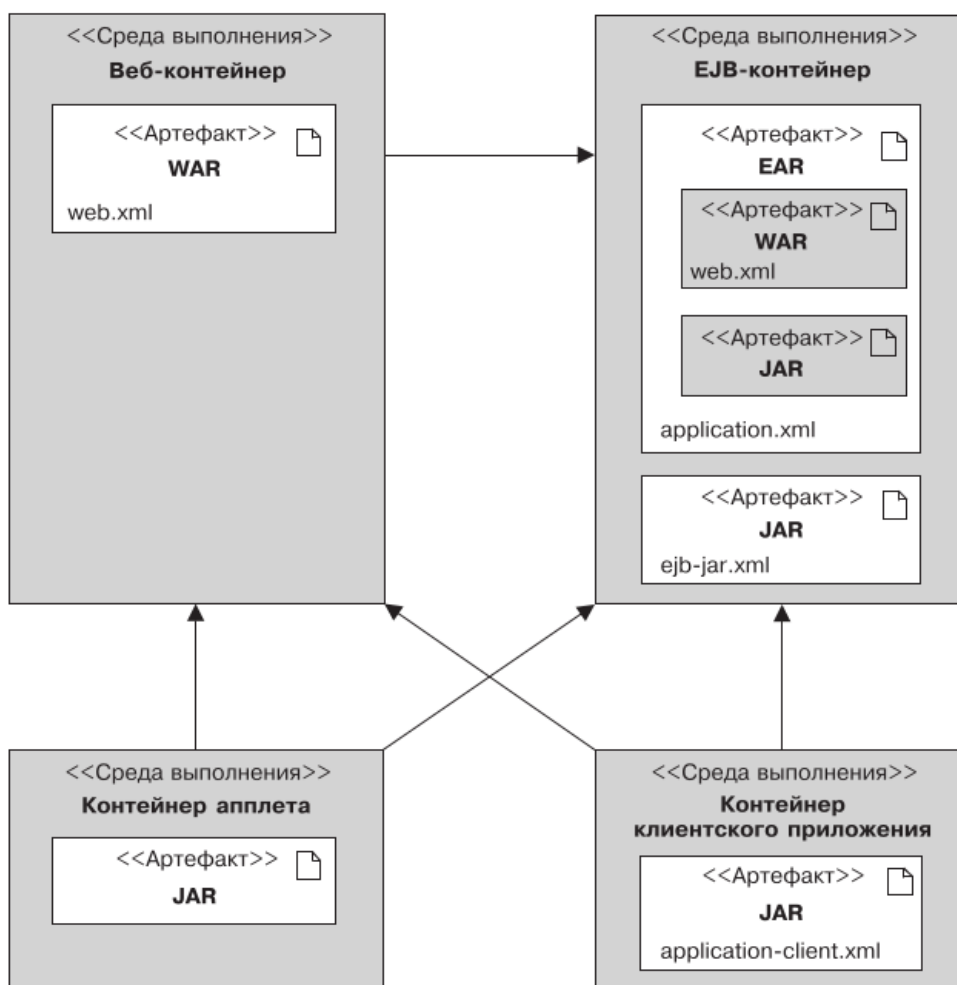 <<Среда выполнения>>
Веб-контейнер
<<Артефакт>>
WAR
web.xml
<<Среда выполнения>>
EJB-контейнер
<<Артефакт>>
EAR
<<Артефакт>>
WAR
web.xml
<<Артефакт>>
JAR
application.xml
<<Артефакт>>
JAR
ejb-jar.xml
<<Среда выполнения>>
Контейнер апплета
<<Артефакт>>
JAR
<<Среда выполнения>>
Контейнер
клиентского приложения
<<Артефакт>>
JAR
application-client.xml